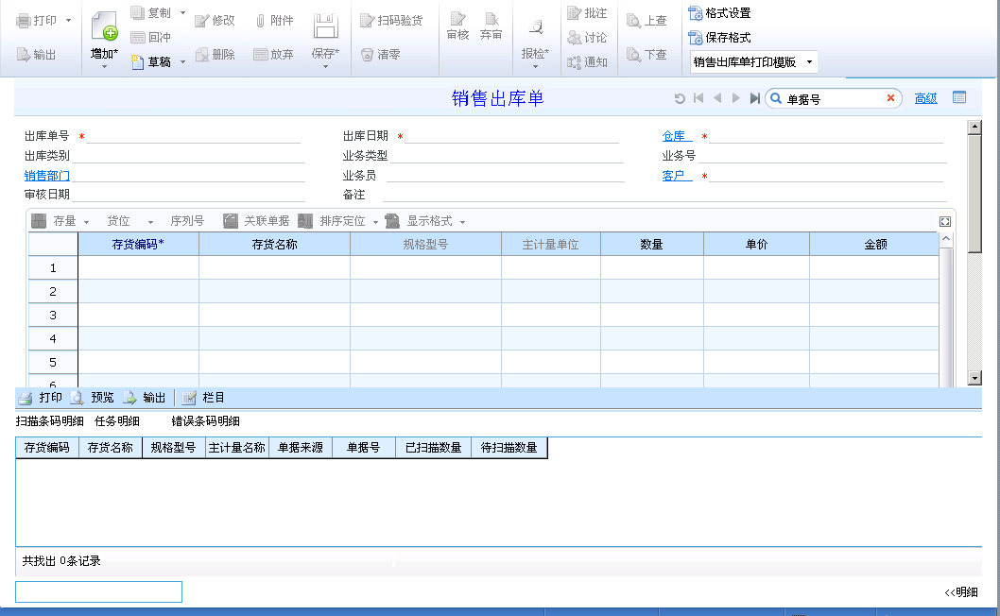 打印 增加* 复制 修改 附件 保存* 扫码验货 审核 弃审 报检* 批注 上查 格式设置
回冲 讨论 保存格式
输出 草稿 删除 放弃 清零 通知 下查 销售出库单打印模版
销售出库单 单据号 高级
出库单号 * 出库日期 * 仓库 *
出库类别 业务类型 业务号
销售部门 业务员 客户 *
审核日期 备注
存量 货位 序列号 关联单据 排序定位 显示格式
存货编码* 存货名称 规格型号 主计量单位 数量 单价 金额
1
2
3
4
5
6
打印 预览 输出 栏目
扫描条码明细 任务明细 错误条码明细
存货编码 存货名称 规格型号 主计量名称 单据来源 单据号 已扫描数量 待扫描数量
共找出 0条记录
<<明细